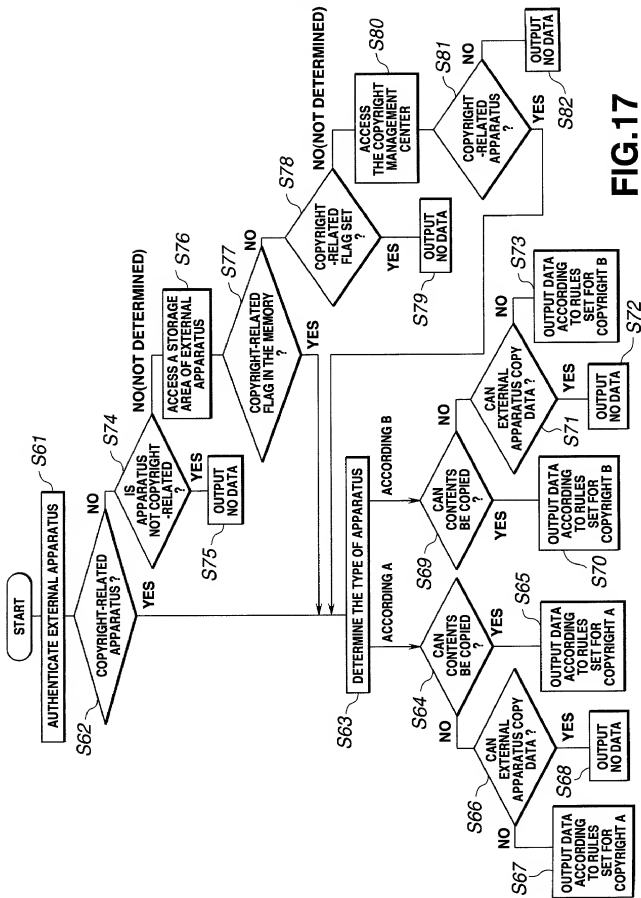 START
S61
AUTHENTICATE EXTERNAL APPARATUS
S62
COPYRIGHT-RELATED
APPARATUS ?
NO
YES
S74
IS
APPARATUS
NOT COPYRIGHT
-RELATED
?
YES
S75
OUTPUT
NO DATA
NO(NOT DETERMINED)
S76
ACCESS A STORAGE
AREA OF EXTERNAL
APPARATUS
S77
COPYRIGHT-RELATED
FLAG IN THE MEMORY
?
NO
YES
S78
COPYRIGHT
-RELATED
FLAG SET
?
YES
S79
OUTPUT
NO DATA
NO(NOT DETERMINED)
S80
ACCESS
THE COPYRIGHT
MANAGEMENT
CENTER
S81
COPYRIGHT
-RELATED
APPARATUS
?
NO
YES
OUTPUT
NO DATA
S82
S63
DETERMINE THE TYPE OF APPARATUS
ACCORDING A
ACCORDING B
S64
CAN
CONTENTS
BE COPIED
?
NO
YES
S65
OUTPUT DATA
ACCORDING
TO RULES
SET FOR
COPYRIGHT A
S66
CAN
EXTERNAL
APPARATUS COPY
DATA ?
NO
YES
S67
OUTPUT DATA
ACCORDING
TO RULES
SET FOR
COPYRIGHT A
S68
OUTPUT
NO DATA
S69
CAN
CONTENTS
BE COPIED
?
NO
YES
OUTPUT DATA
ACCORDING
TO RULES
SET FOR
COPYRIGHT B
S70
CAN
EXTERNAL
APPARATUS COPY
DATA ?
S71
NO
YES
OUTPUT
NO DATA
S72
S73
OUTPUT DATA
ACCORDING
TO RULES
SET FOR
COPYRIGHT B
FIG.17